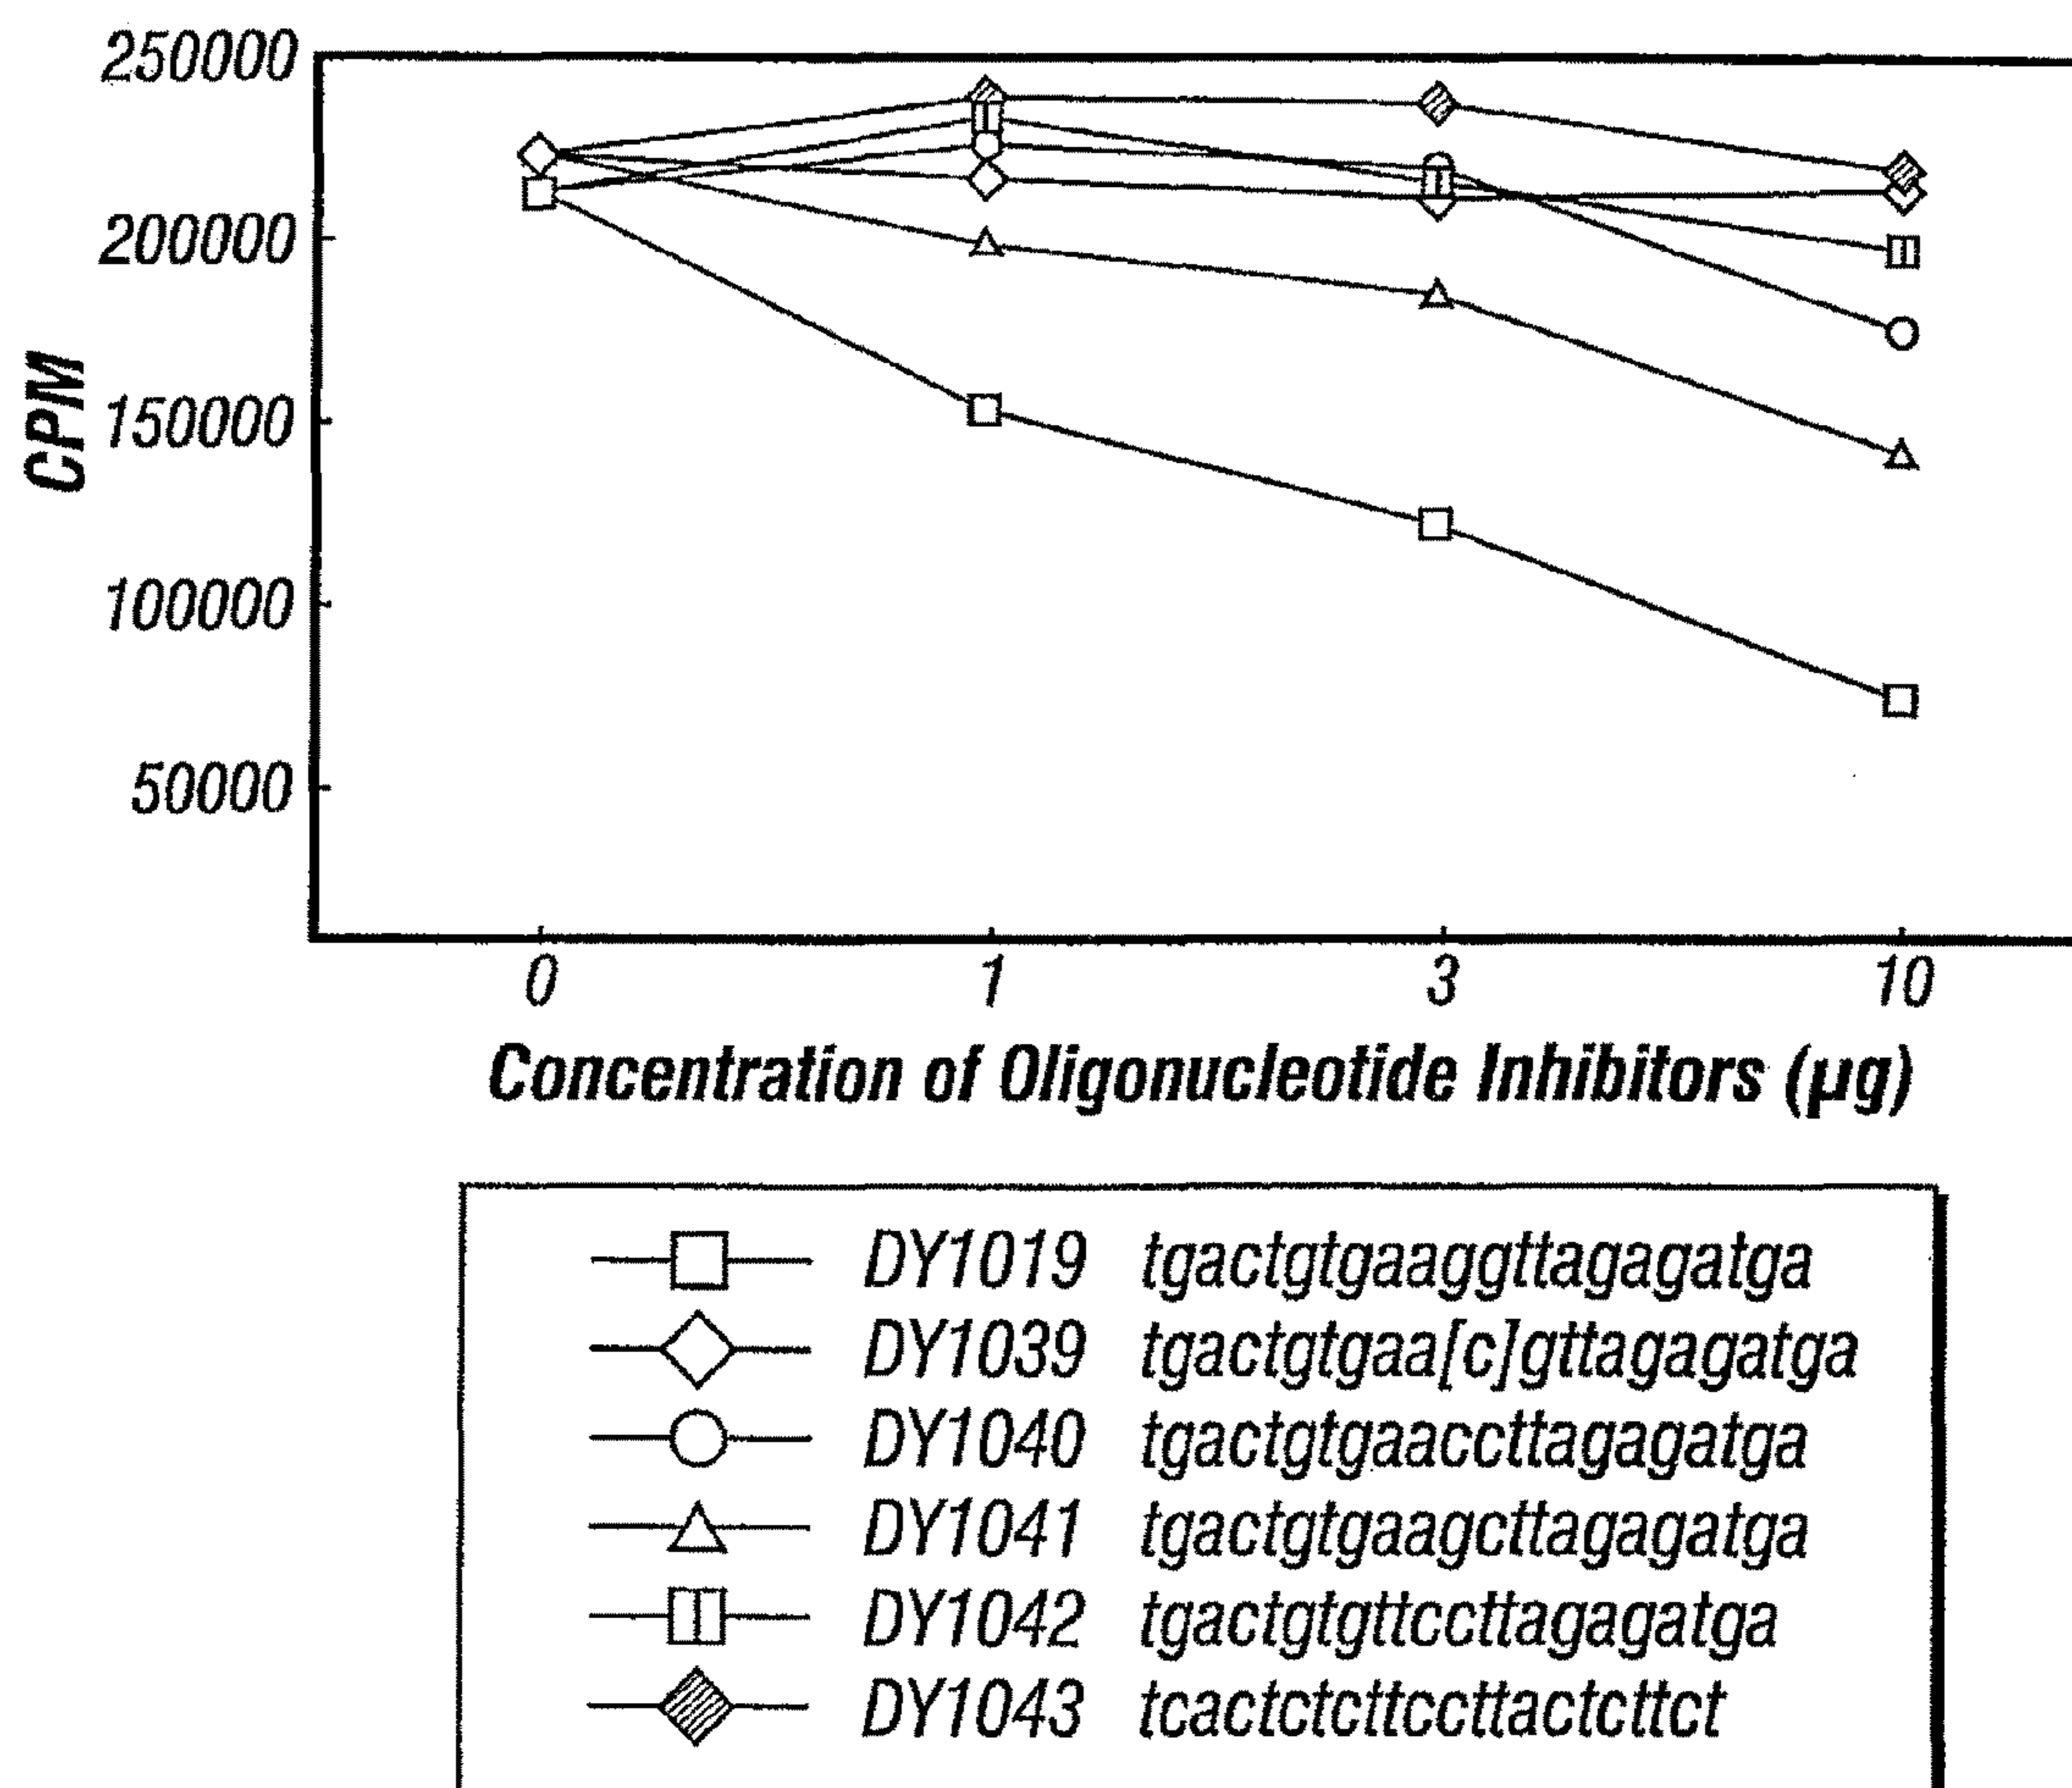 250000
200000
150000
100000
50000
CPM
0 1 3 10
Concentration of Oligonucleotide Inhibitors (µg)
DY1019 tgactgtgaaggttagagatga
DY1039 tgactgtgaa[c]gttagagatga
DY1040 tgactgtgaaccttagagatga
DY1041 tgactgtgaagcttagagatga
DY1042 tgactgtgttccttagagatga
DY1043 tcactctcttccttactcttct